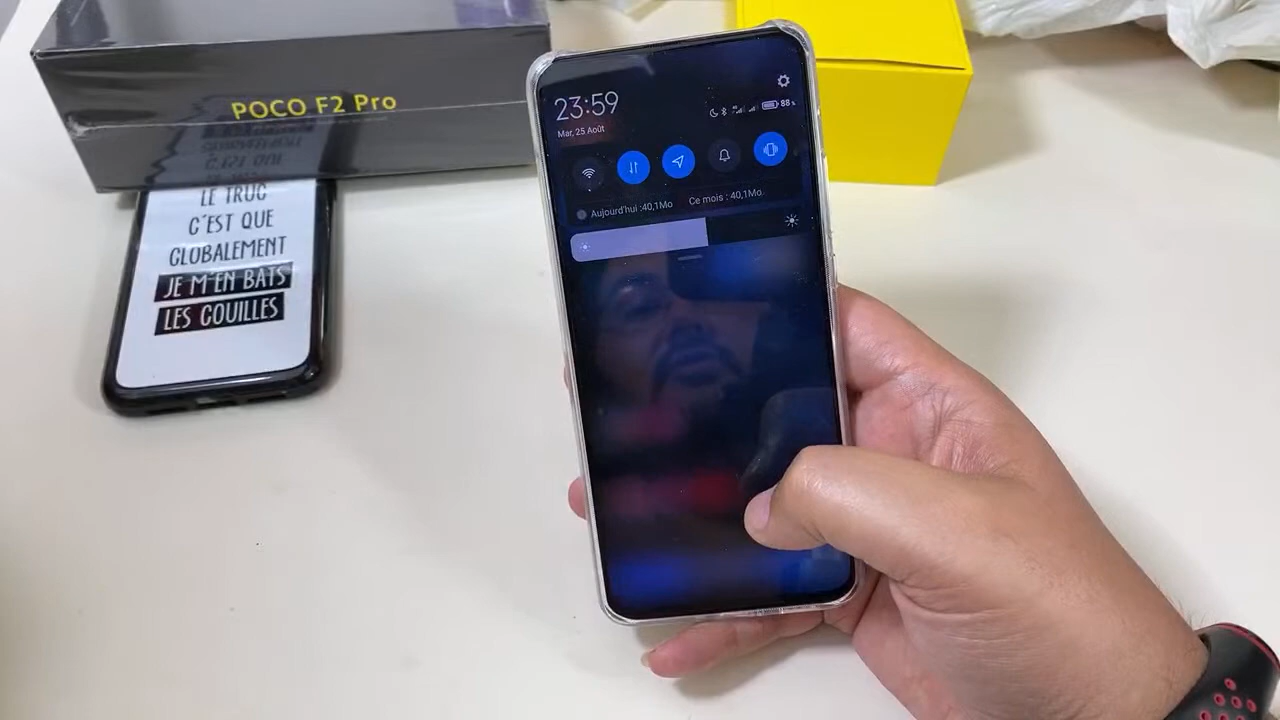 POCO F2 Pro
LE TRUC
C'EST QUE
GLOBALEMENT
JE M'EN BATS
LES COUILLES
23:59
Mar, 25 Août
88
Aujourd'hui :40,1Mo
Ce mois : 40,1Mo